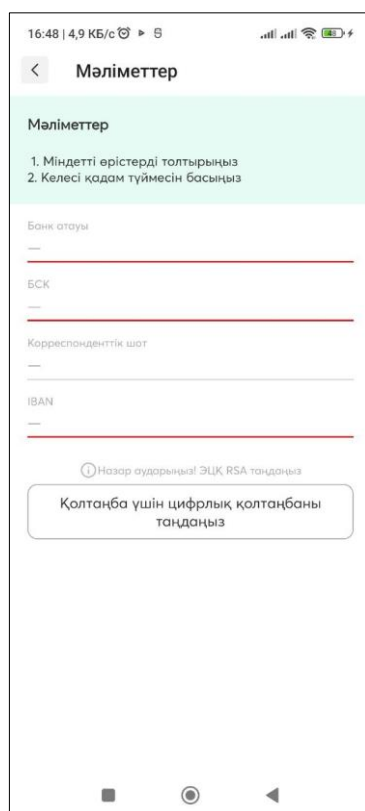 16:48 | 4,9 КБ/с
Мәліметтер
Мәліметтер
1. Міндетті өрістерді толтырыңыз
2. Келесі қадам түймесін басыңыз
Банк атауы
—
БСК
—
Корреспонденттік шот
—
IBAN
—
Назар аударыңыз! ЭЦҚ RSA таңдаңыз
Қолтаңба үшін цифрлық қолтаңбаны
таңдаңыз